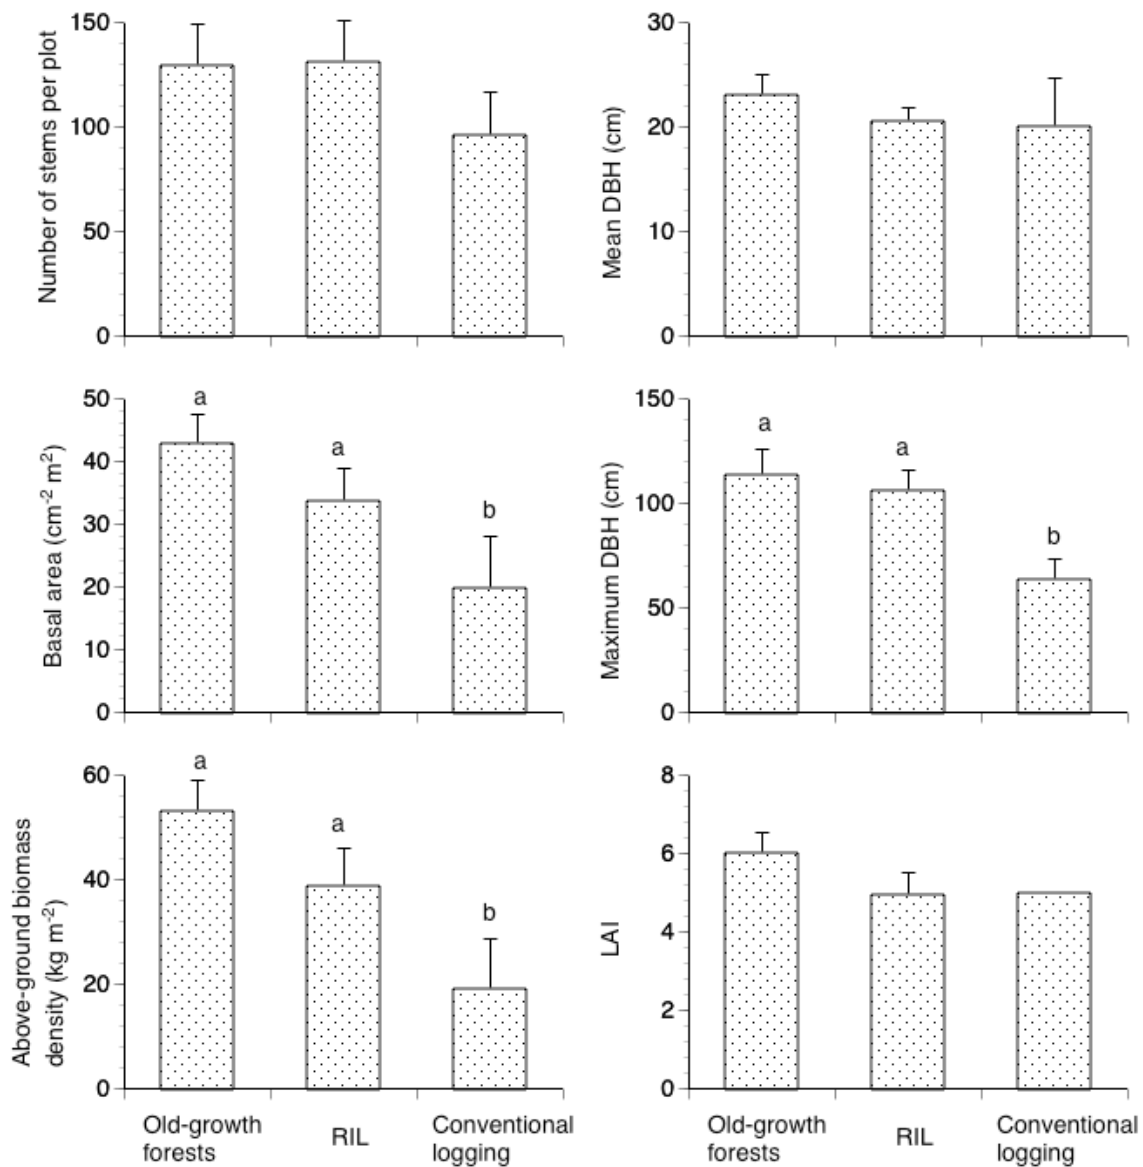 150
100
50
0
Number of stems per plot
30
20
10
0
Mean DBH (cm)
50
40
30
20
10
0
Basal area (cm⁻² m²)
a
a
b
150
100
50
0
Maximum DBH (cm)
a
a
b
60
40
20
0
Above-ground biomass
density (kg m⁻²)
a
a
b
Old-growth
forests
RIL
Conventional
logging
8
6
4
2
0
LAI
Old-growth
forests
RIL
Conventional
logging